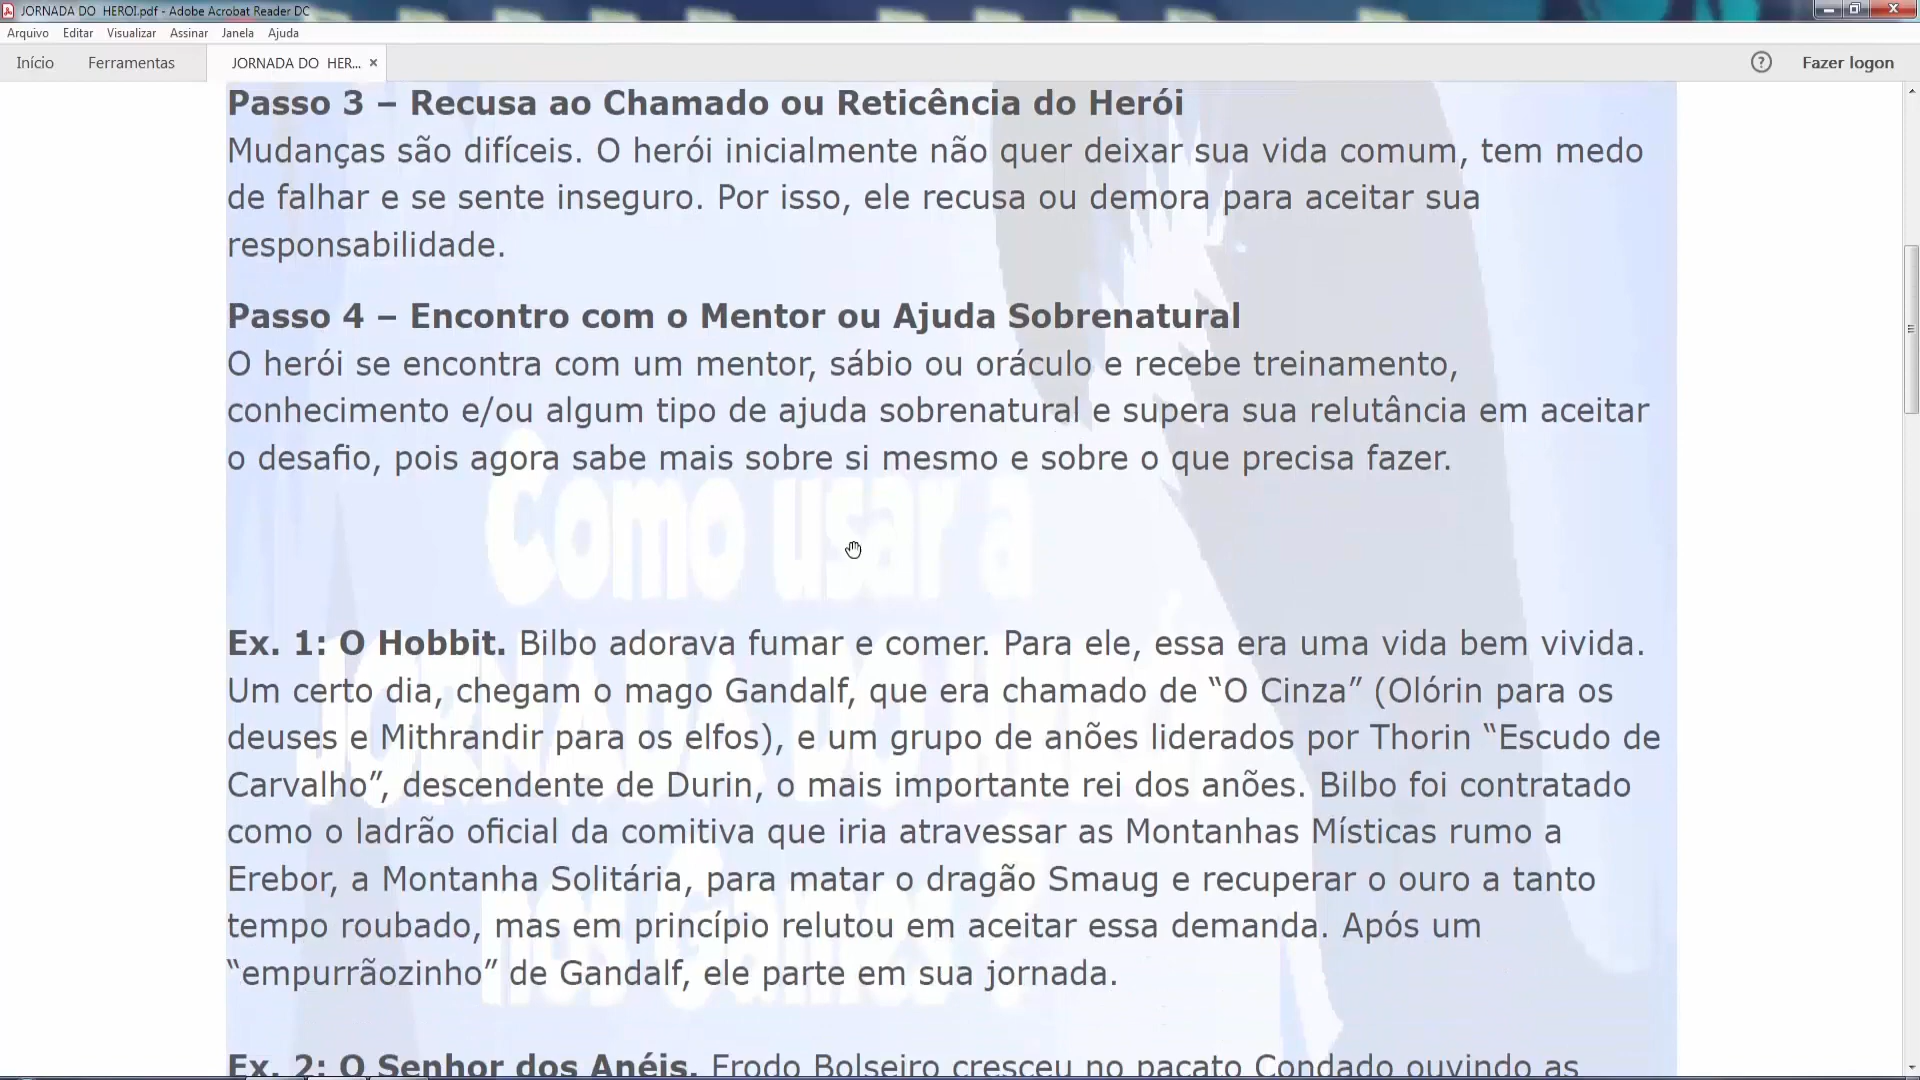 JORNADA DO  HEROI.pdf - Adobe Acrobat Reader DC
Arquivo Editar Visualizar Assinar Janela Ajuda
Início Ferramentas JORNADA DO  HER... × ? Fazer logon
Passo 3 – Recusa ao Chamado ou Reticência do Herói
Mudanças são difíceis. O herói inicialmente não quer deixar sua vida comum, tem medo
de falhar e se sente inseguro. Por isso, ele recusa ou demora para aceitar sua
responsabilidade.
Passo 4 – Encontro com o Mentor ou Ajuda Sobrenatural
O herói se encontra com um mentor, sábio ou oráculo e recebe treinamento,
conhecimento e/ou algum tipo de ajuda sobrenatural e supera sua relutância em aceitar
o desafio, pois agora sabe mais sobre si mesmo e sobre o que precisa fazer.
Como usar a
JORNADA DO HERÓI
nos Games?
Ex. 1: O Hobbit. Bilbo adorava fumar e comer. Para ele, essa era uma vida bem vivida.
Um certo dia, chegam o mago Gandalf, que era chamado de “O Cinza” (Olórin para os
deuses e Mithrandir para os elfos), e um grupo de anões liderados por Thorin “Escudo de
Carvalho”, descendente de Durin, o mais importante rei dos anões. Bilbo foi contratado
como o ladrão oficial da comitiva que iria atravessar as Montanhas Místicas rumo a
Erebor, a Montanha Solitária, para matar o dragão Smaug e recuperar o ouro a tanto
tempo roubado, mas em princípio relutou em aceitar essa demanda. Após um
“empurrãozinho” de Gandalf, ele parte em sua jornada.
Ex. 2: O Senhor dos Anéis. Frodo Bolseiro cresceu no pacato Condado ouvindo as